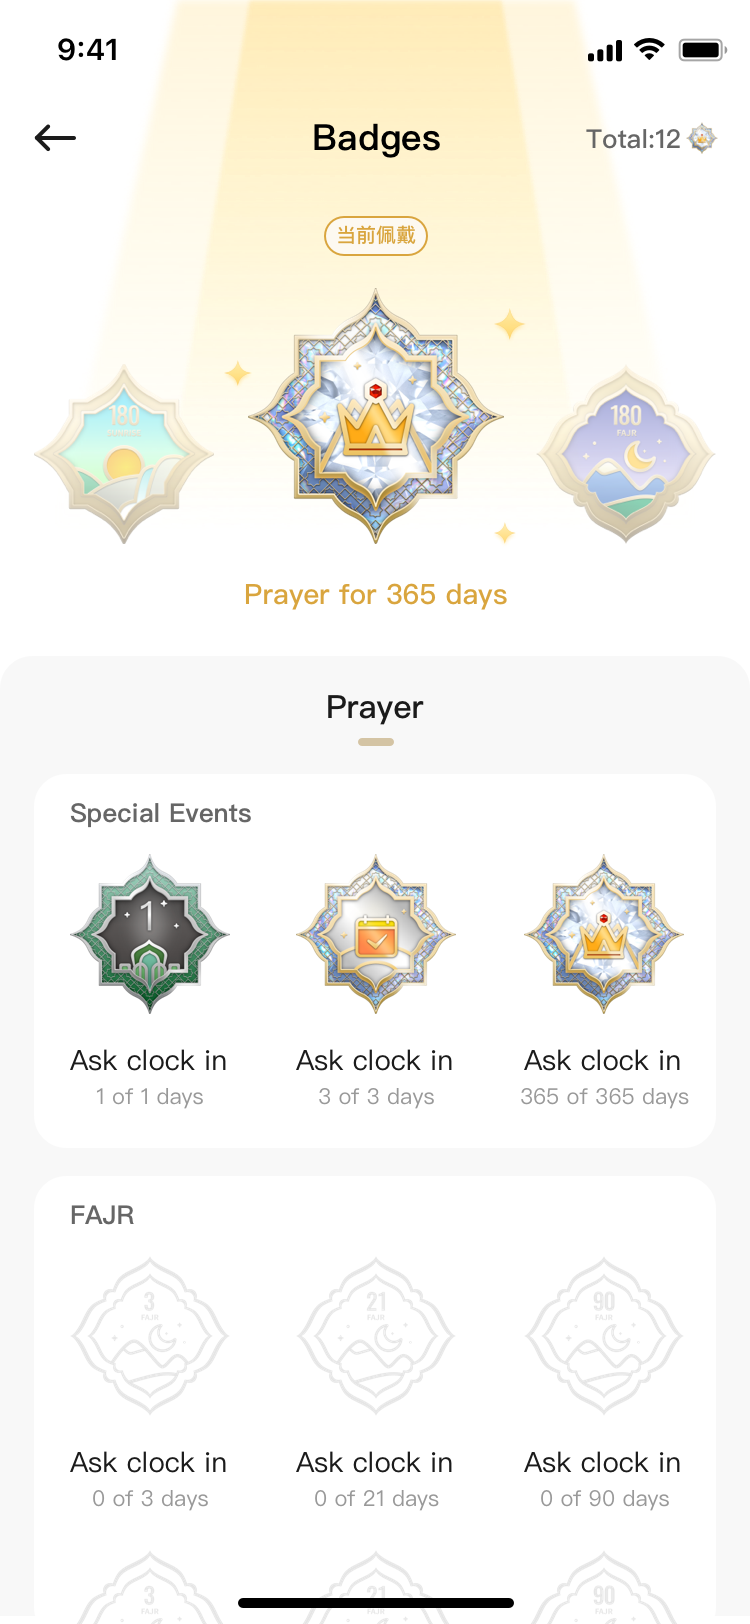 9:41
Badges
Total:12
当前佩戴
180
180
FAJR
Prayer for 365 days
Prayer
Special Events
1
Ask clock in
Ask clock in
Ask clock in
1 of 1 days
3 of 3 days
365 of 365 days
FAJR
3
FAJR
21
FAJR
90
FAJR
Ask clock in
Ask clock in
Ask clock in
0 of 3 days
0 of 21 days
0 of 90 days
3
FAJR
21
90
FAJR